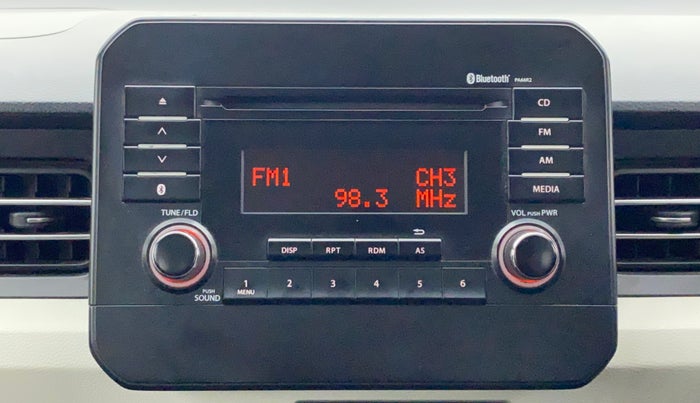 Bluetooth PA6MR2
CD
FM
AM
MEDIA
FM1 CH3
98.3 MHz
TUNE/FLD
VOL PUSH PWR
DISP RPT RDM AS
PUSH SOUND
1 2 3 4 5 6
MENU